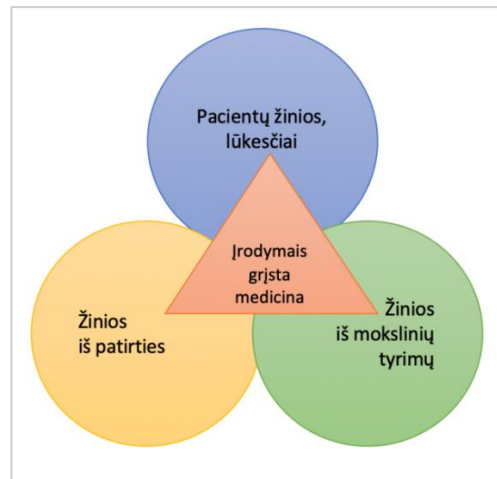 Pacientų žinios,
lūkesčiai
Įrodymais
grįsta
medicina
Žinios
iš patirties
Žinios
iš mokslinių
tyrimų